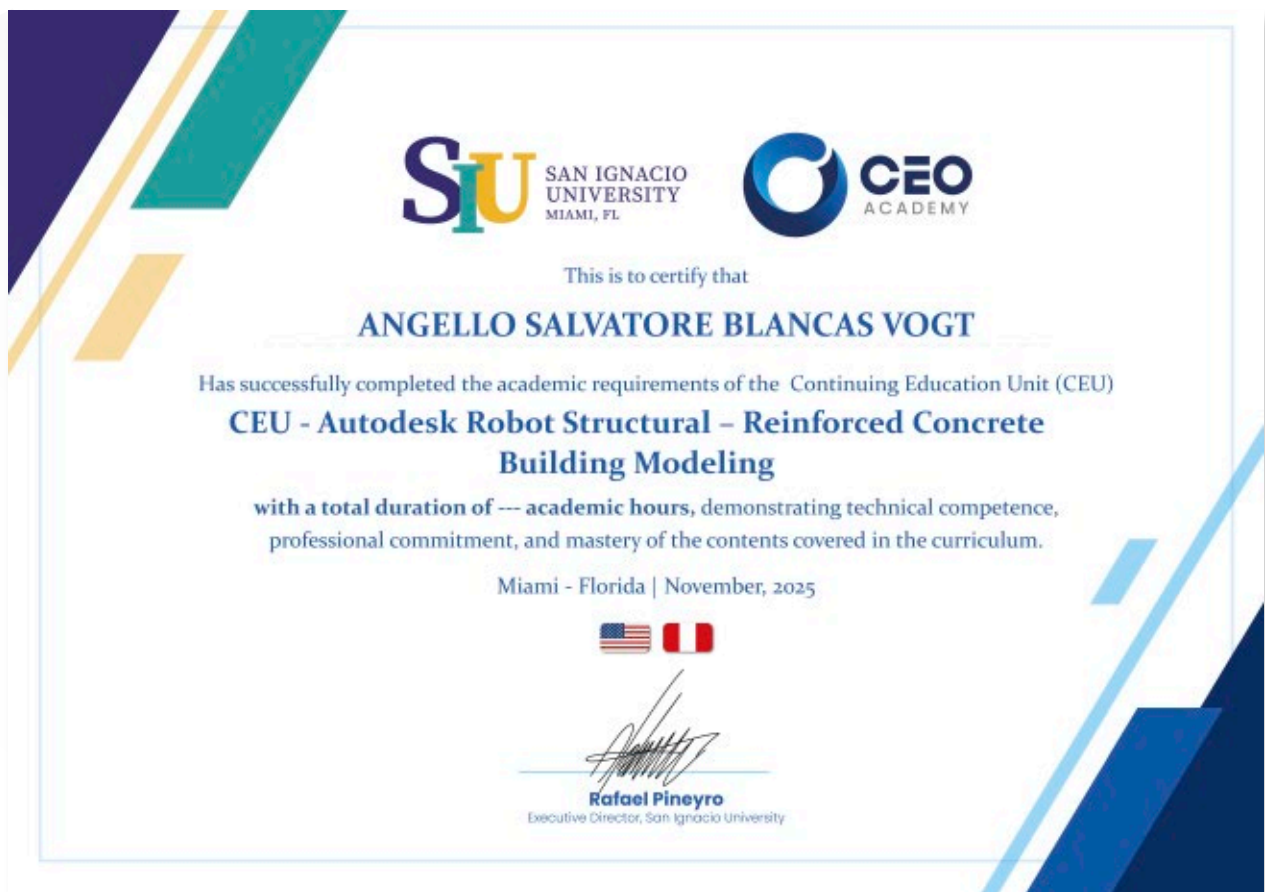 SIU SAN IGNACIO
UNIVERSITY
MIAMI, FL
CEO
ACADEMY
This is to certify that
ANGELLO SALVATORE BLANCAS VOGT
Has successfully completed the academic requirements of the Continuing Education Unit (CEU)
CEU - Autodesk Robot Structural – Reinforced Concrete
Building Modeling
with a total duration of --- academic hours, demonstrating technical competence,
professional commitment, and mastery of the contents covered in the curriculum.
Miami - Florida | November, 2025
Rafael Pineyro
Executive Director, San Ignacio University